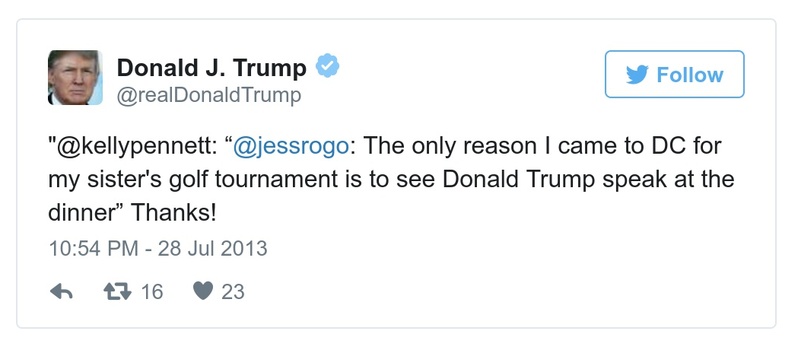 Donald J. Trump
@realDonaldTrump
Follow
"@kellypennett: “@jessrogo: The only reason I came to DC for
my sister's golf tournament is to see Donald Trump speak at the
dinner” Thanks!
10:54 PM - 28 Jul 2013
16 23